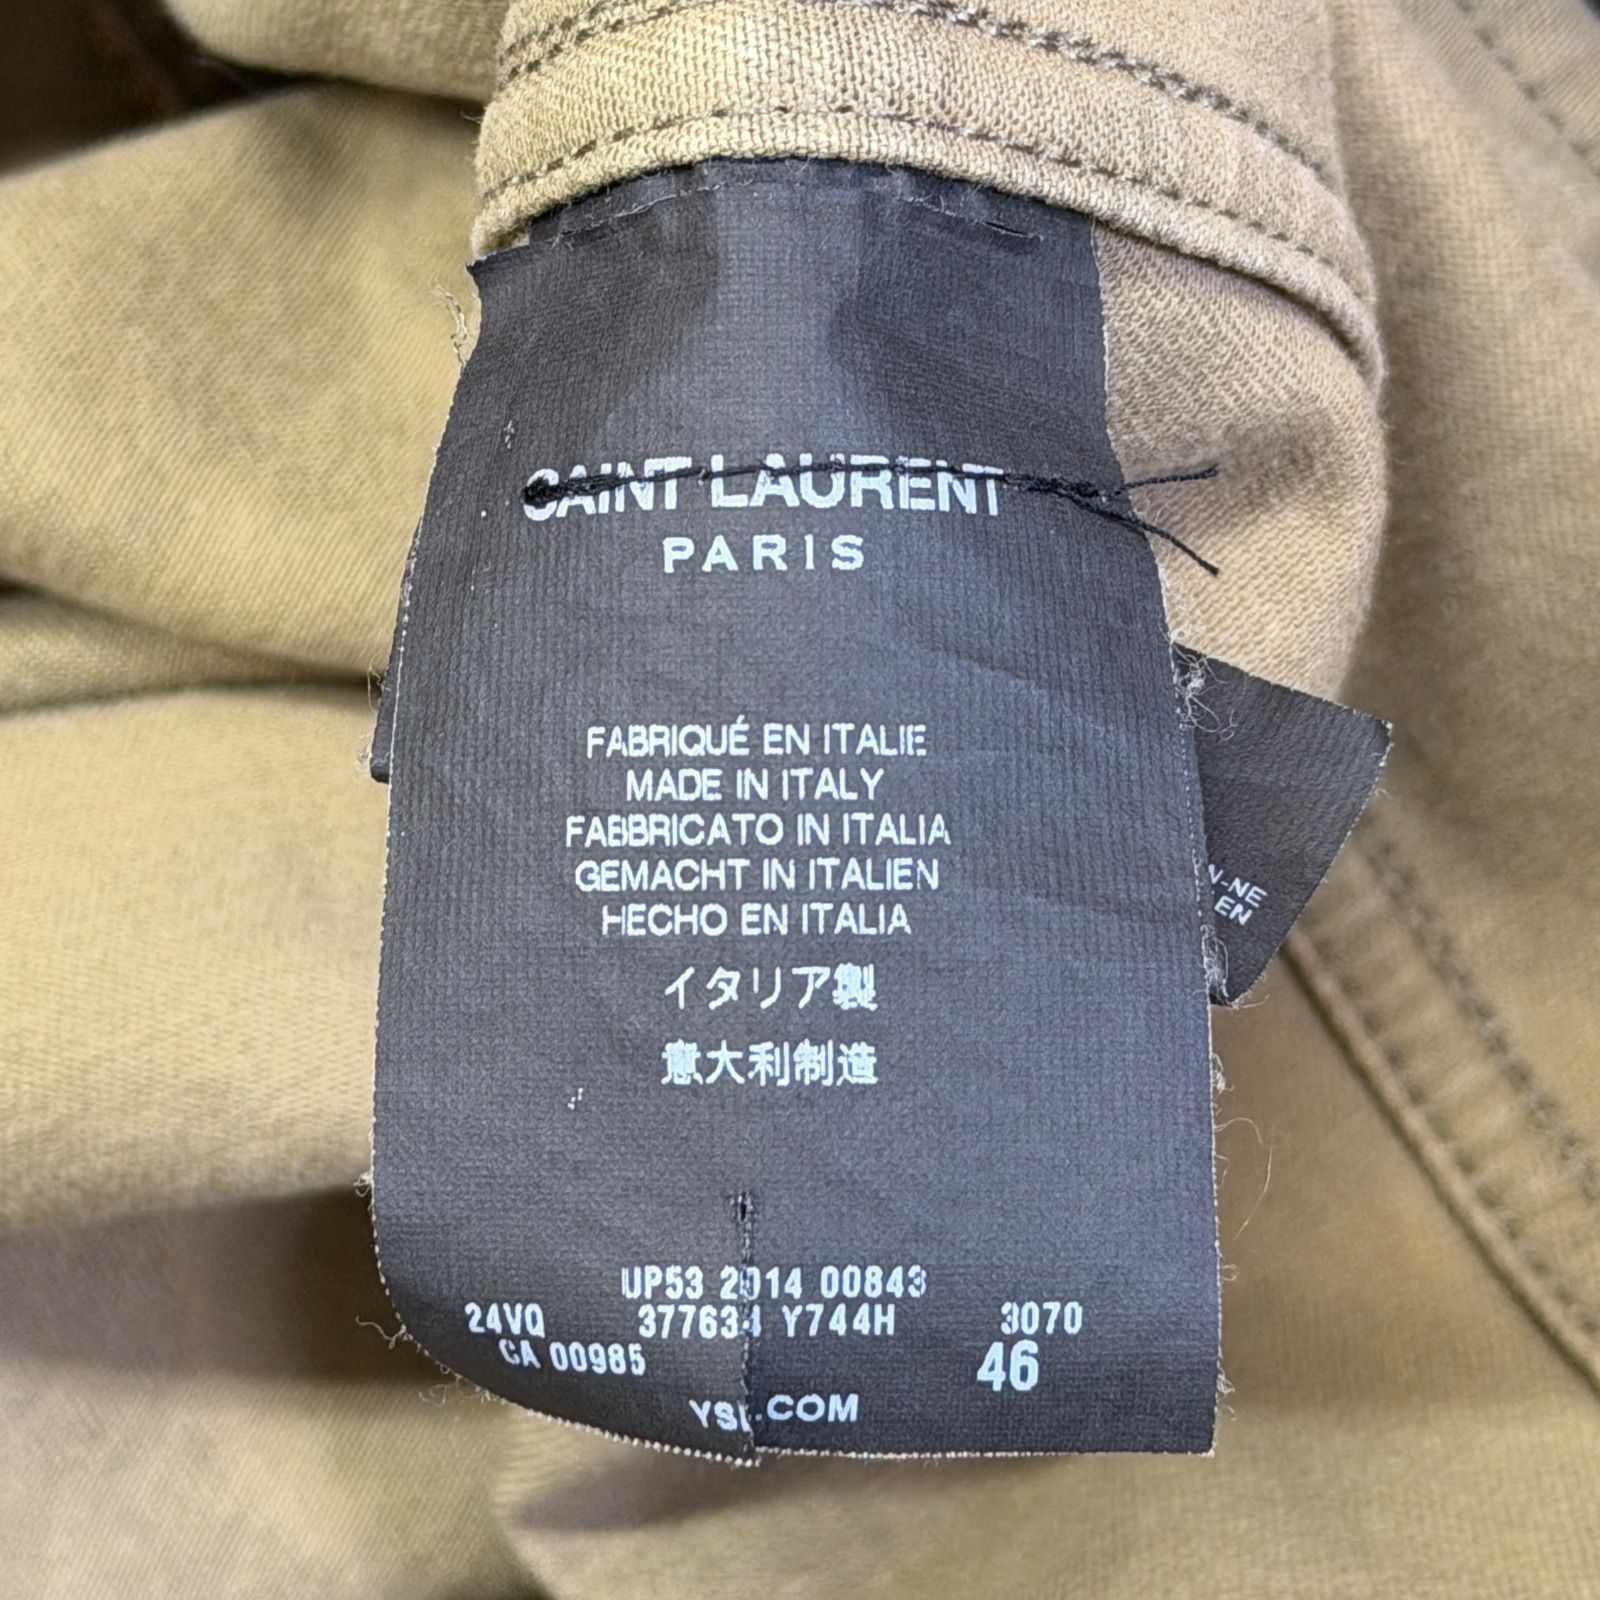 SAINT LAURENT
PARIS
FABRIQUÉ EN ITALIE
MADE IN ITALY
FABBRICATO IN ITALIA
GEMACHT IN ITALIEN
HECHO EN ITALIA
イタリア製
意大利制造
UP53 2014 00843
24VQ 377634 Y744H 3070
CA 00985 46
YSL.COM
-NE
EN